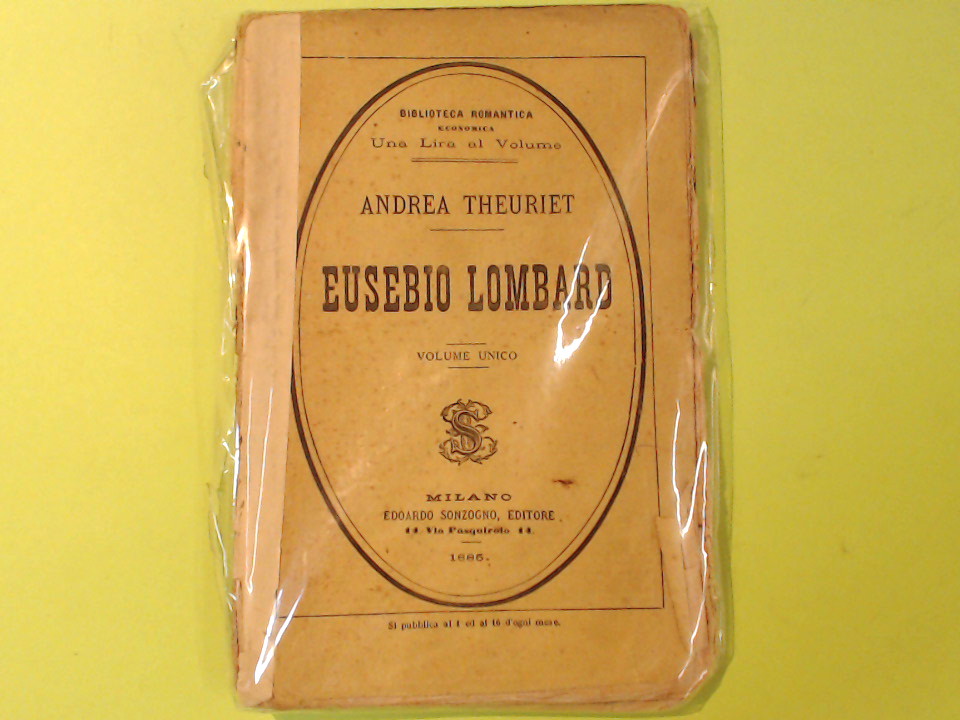 BIBLIOTECA ROMANTICA
ECONOMICA
Una Lira al Volume
ANDREA THEURIET
EUSEBIO LOMBARD
VOLUME UNICO
MILANO
EDOARDO SONZOGNO, EDITORE
14. Via Pasquirolo 14.
1885.
Si pubblica al 1 ed al 16 d'ogni mese.